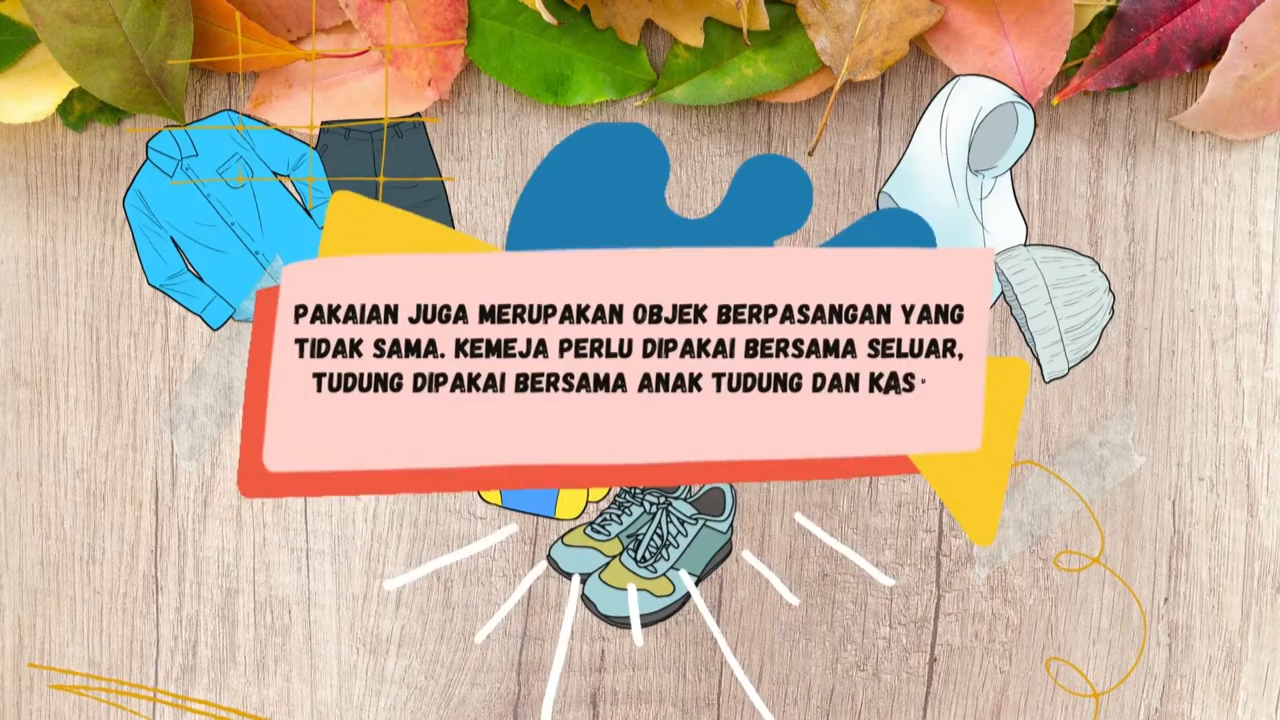 PAKAIAN JUGA MERUPAKAN OBJEK BERPASANGAN YANG
TIDAK SAMA. KEMEJA PERLU DIPAKAI BERSAMA SELUAR,
TUDUNG DIPAKAI BERSAMA ANAK TUDUNG DAN KAS